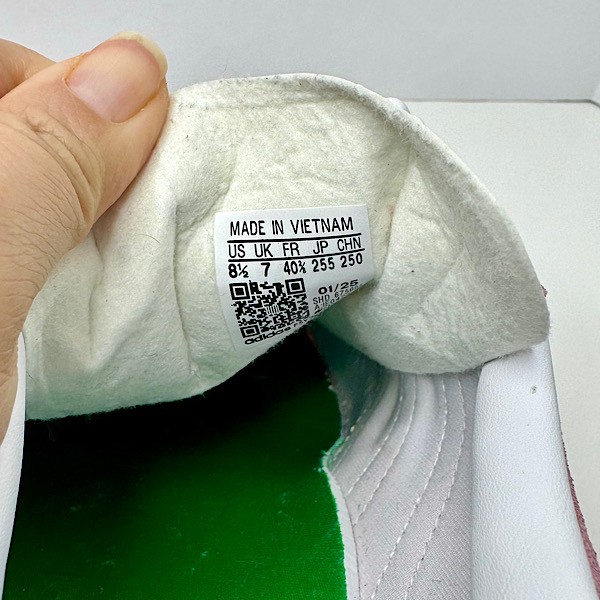 MADE IN VIETNAM
US UK FR JP CHN
8½ 7 40⅔ 255 250
01/25
adidas